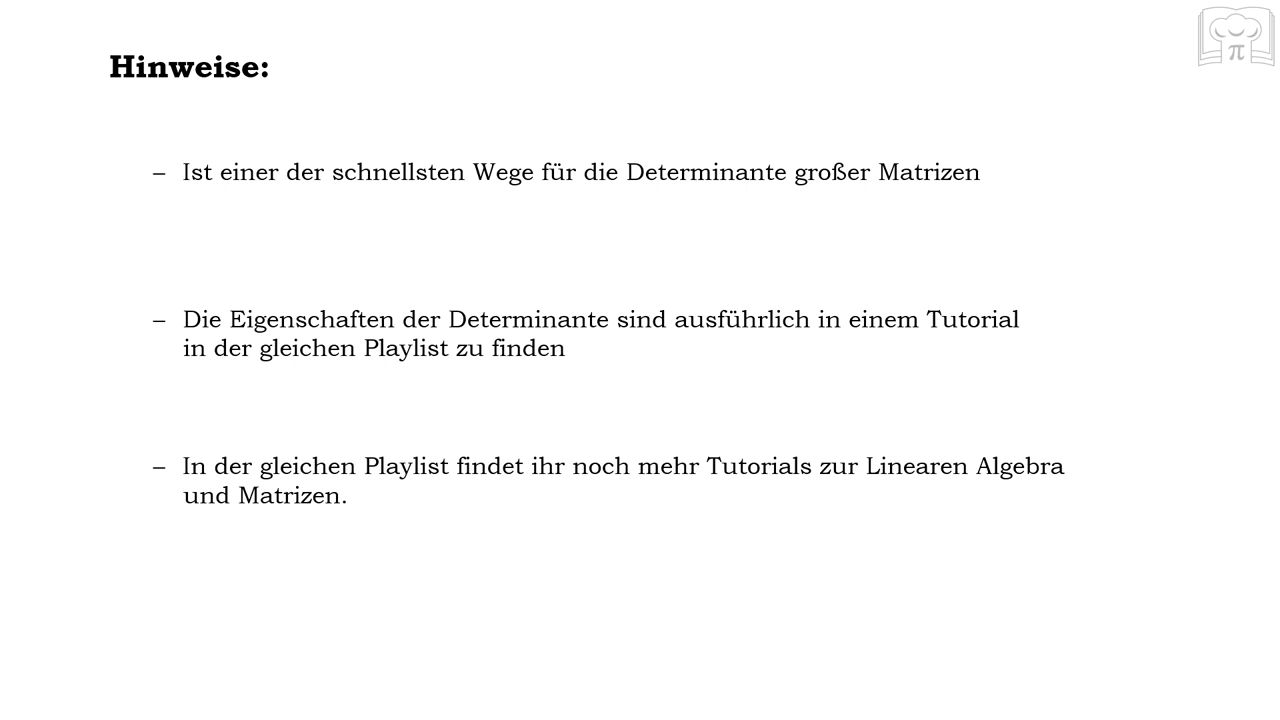 Hinweise:
– Ist einer der schnellsten Wege für die Determinante großer Matrizen
– Die Eigenschaften der Determinante sind ausführlich in einem Tutorial
in der gleichen Playlist zu finden
– In der gleichen Playlist findet ihr noch mehr Tutorials zur Linearen Algebra
und Matrizen.
π